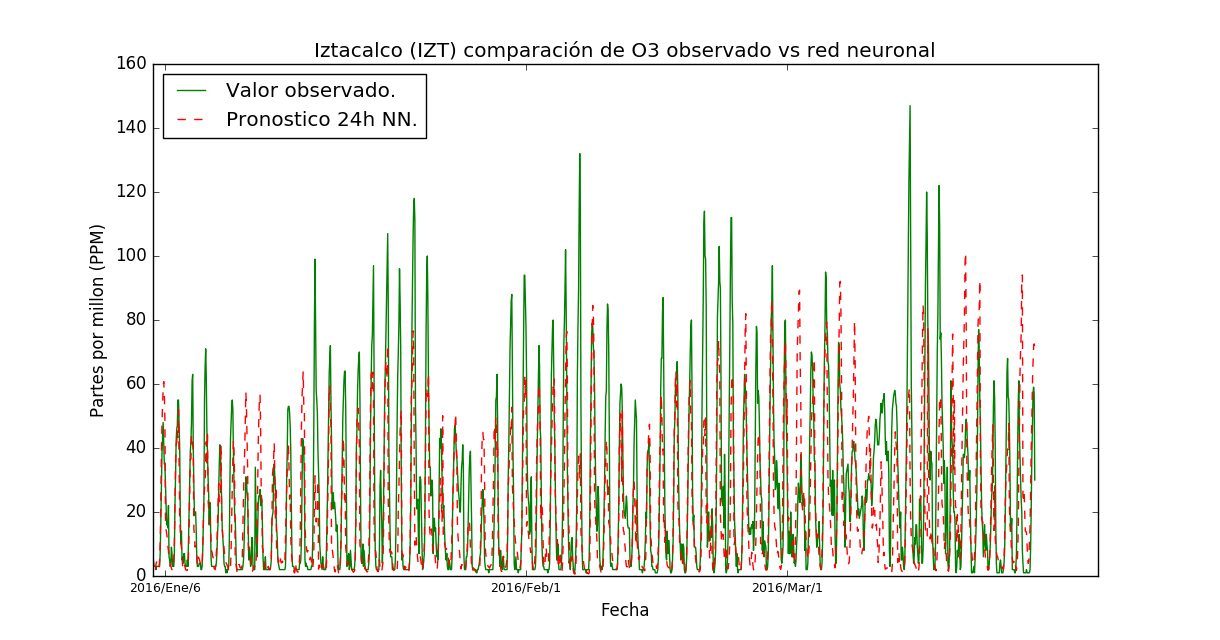 Iztacalco (IZT) comparación de O3 observado vs red neuronal
Valor observado.
Pronostico 24h NN.
Partes por millon (PPM)
160
140
120
100
80
60
40
20
0
2016/Ene/6
2016/Feb/1
2016/Mar/1
Fecha